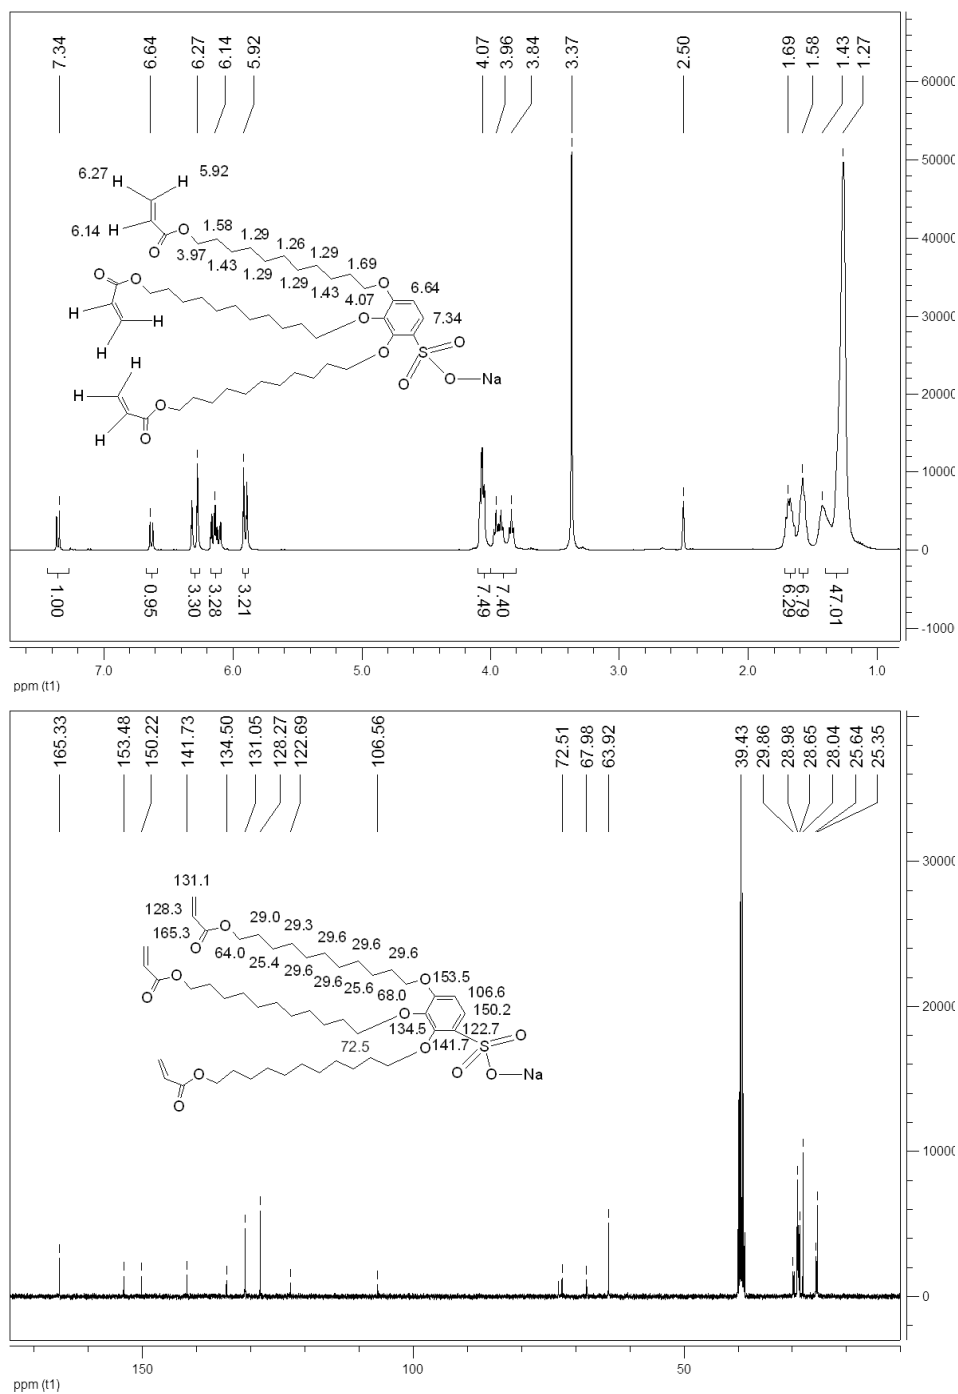 7.34 6.64 6.27 6.14 5.92 4.07 3.96 3.84 3.37 2.50 1.69 1.58 1.43 1.27
60000
50000
40000
30000
20000
10000
0
-1000
6.27 H H 5.92
6.14 H O O 1.58 1.29 1.26 1.29 1.69
3.97 1.43 1.29 1.29 1.43 4.07 O 6.64
O O O 7.34
H H H O S O
O O Na
H H H O O
1.00 0.95 3.30 3.28 3.21 7.49 7.40 6.29 6.79 47.01
7.0 6.0 5.0 4.0 3.0 2.0 1.0
ppm (t1)
165.33 153.48 150.22 141.73 134.50 131.05 128.27 122.69 106.56 72.51 67.98 63.92 39.43 29.86 28.98 28.65 28.04 25.64 25.35
30000
20000
10000
0
131.1
128.3 O 29.0 29.3 29.6 29.6 29.6
165.3 O 64.0 25.4 29.6 29.6 25.6 68.0 O 153.5 106.6
O O O 134.5 150.2
72.5 O 141.7 122.7 S O
O O Na
O O
150 100 50
ppm (t1)